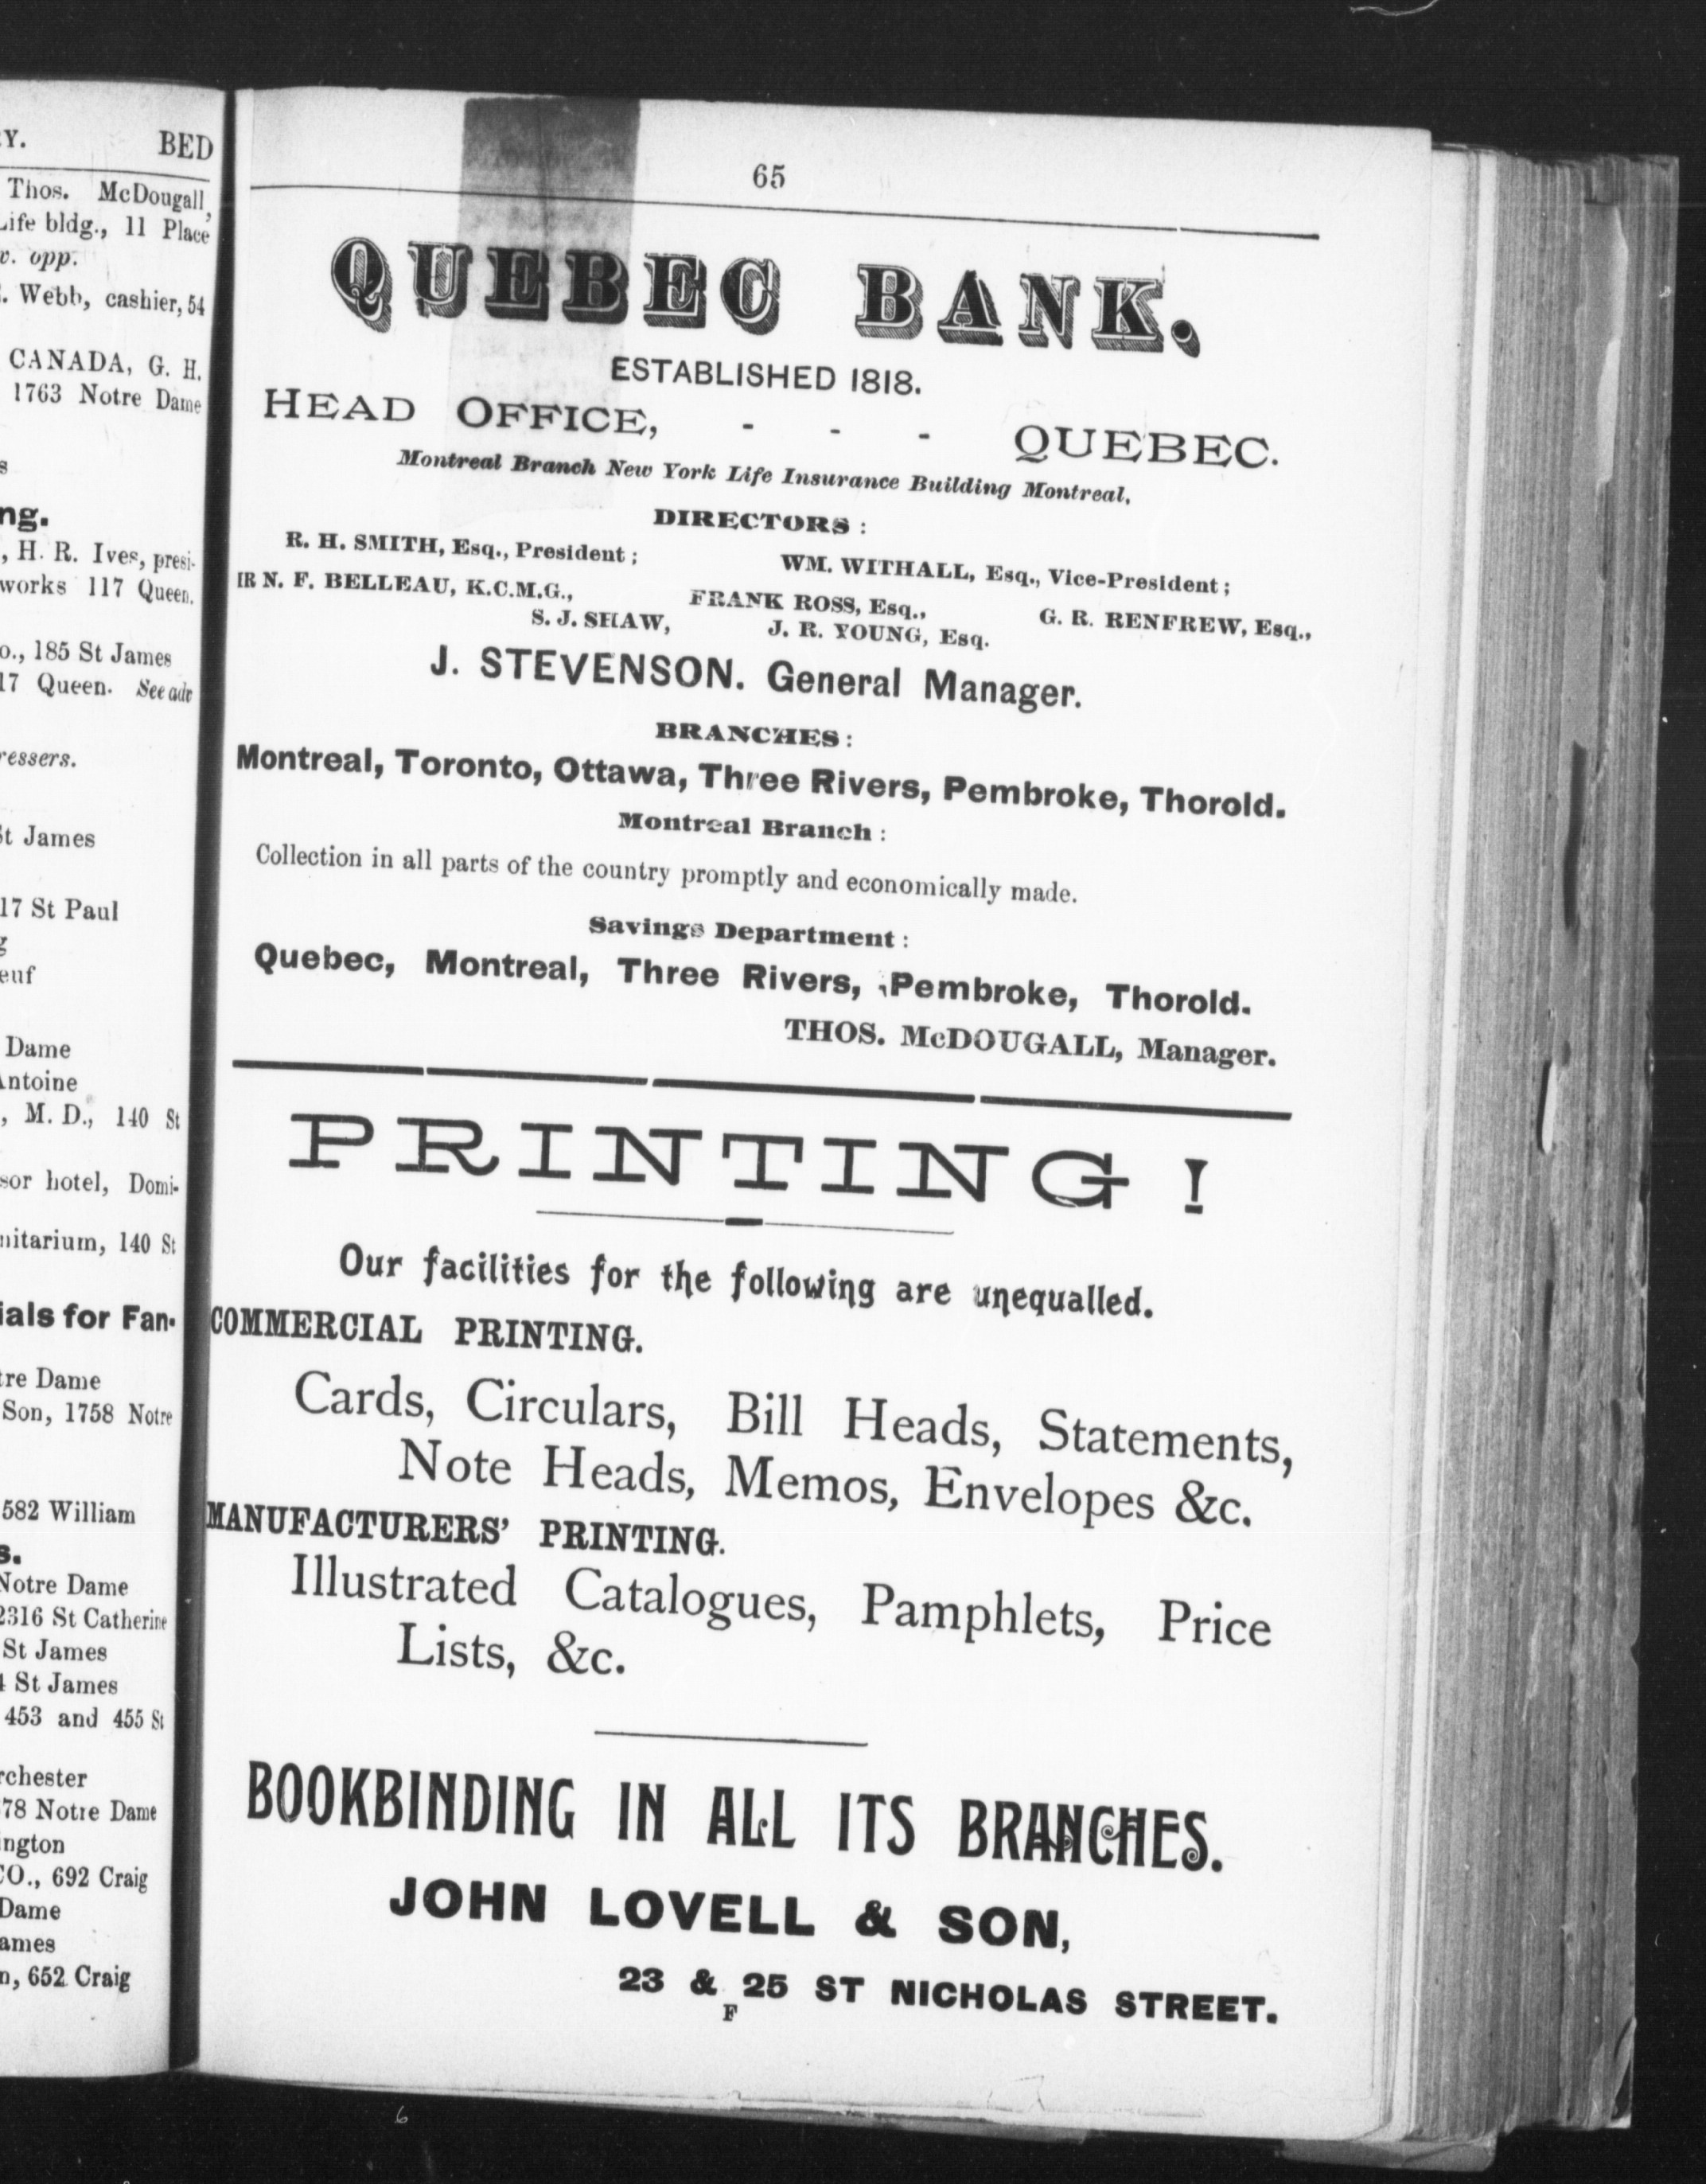 Y. BED
Thos. McDougall,
Life bldg., 11 Place
v. opp.
. Webb, cashier, 54
CANADA, G. H.
1763 Notre Dame
s
ng.
, H. R. Ives, presi-
works 117 Queen.
o., 185 St James
17 Queen. See adv
ressers.
St James
17 St Paul
g
euf
Dame
Antoine
, M. D., 140 St
sor hotel, Domi-
nitarium, 140 St
ials for Fan-
tre Dame
Son, 1758 Notre
582 William
s.
Notre Dame
2316 St Catherine
St James
St James
453 and 455 St
rchester
78 Notre Dame
ington
CO., 692 Craig
Dame
ames
n, 652 Craig
65
QUEBEC BANK,
ESTABLISHED 1818.
HEAD OFFICE, - - - QUEBEC.
Montreal Branch New York Life Insurance Building Montreal,
DIRECTORS :
R. H. SMITH, Esq., President ; WM. WITHALL, Esq., Vice-President ;
IR N. F. BELLEAU, K.C.M.G., FRANK ROSS, Esq., G. R. RENFREW, Esq.,
S. J. SHAW, J. R. YOUNG, Esq.
J. STEVENSON. General Manager.
BRANCHES :
Montreal, Toronto, Ottawa, Three Rivers, Pembroke, Thorold.
Montreal Branch :
Collection in all parts of the country promptly and economically made.
Savings Department :
Quebec, Montreal, Three Rivers, Pembroke, Thorold.
THOS. McDOUGALL, Manager.
PRINTING !
Our facilities for the following are unequalled.
COMMERCIAL PRINTING.
Cards, Circulars, Bill Heads, Statements,
Note Heads, Memos, Envelopes &c.
MANUFACTURERS' PRINTING.
Illustrated Catalogues, Pamphlets, Price
Lists, &c.
BOOKBINDING IN ALL ITS BRANCHES.
JOHN LOVELL & SON,
23 & 25 ST NICHOLAS STREET.
F